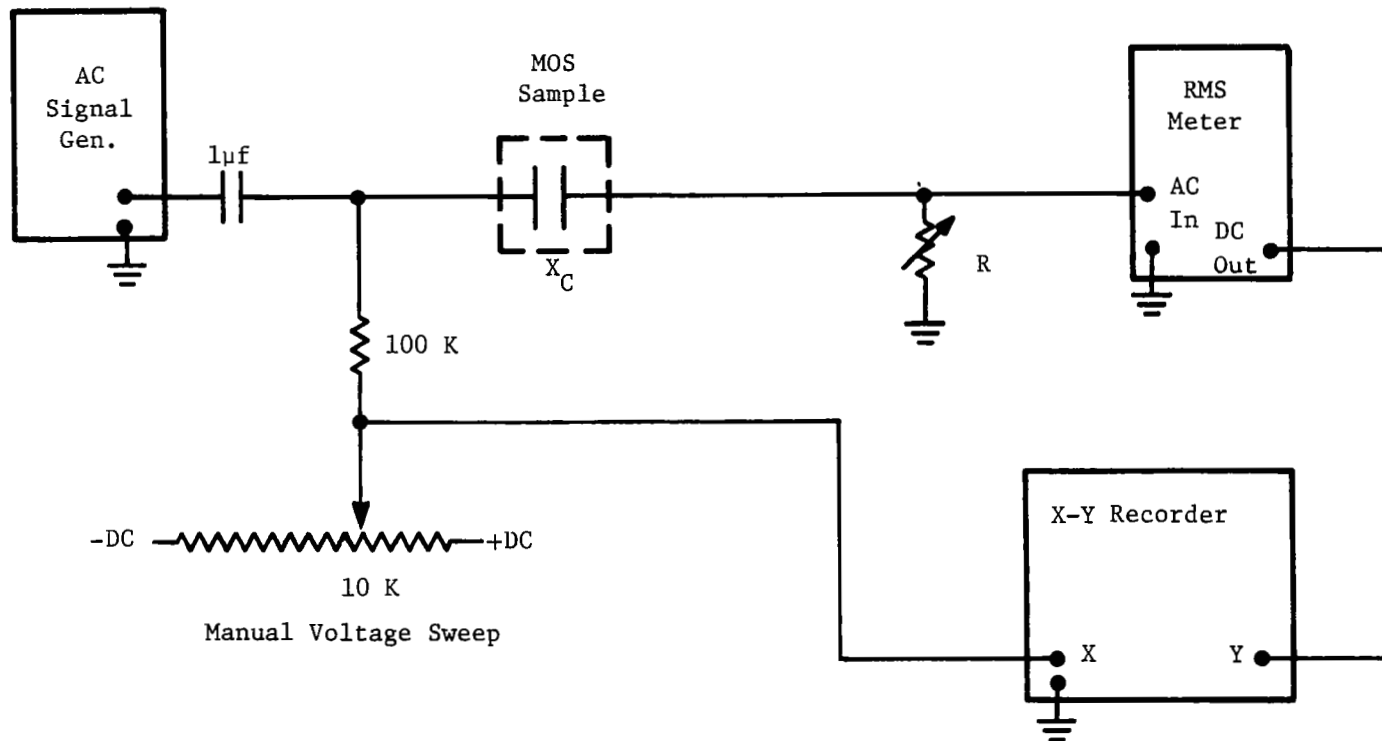 AC
Signal
Gen.
1μf
MOS
Sample
X_C
RMS
Meter
AC
In
DC
Out
R
100 K
-DC
+DC
10 K
Manual Voltage Sweep
X-Y Recorder
X
Y